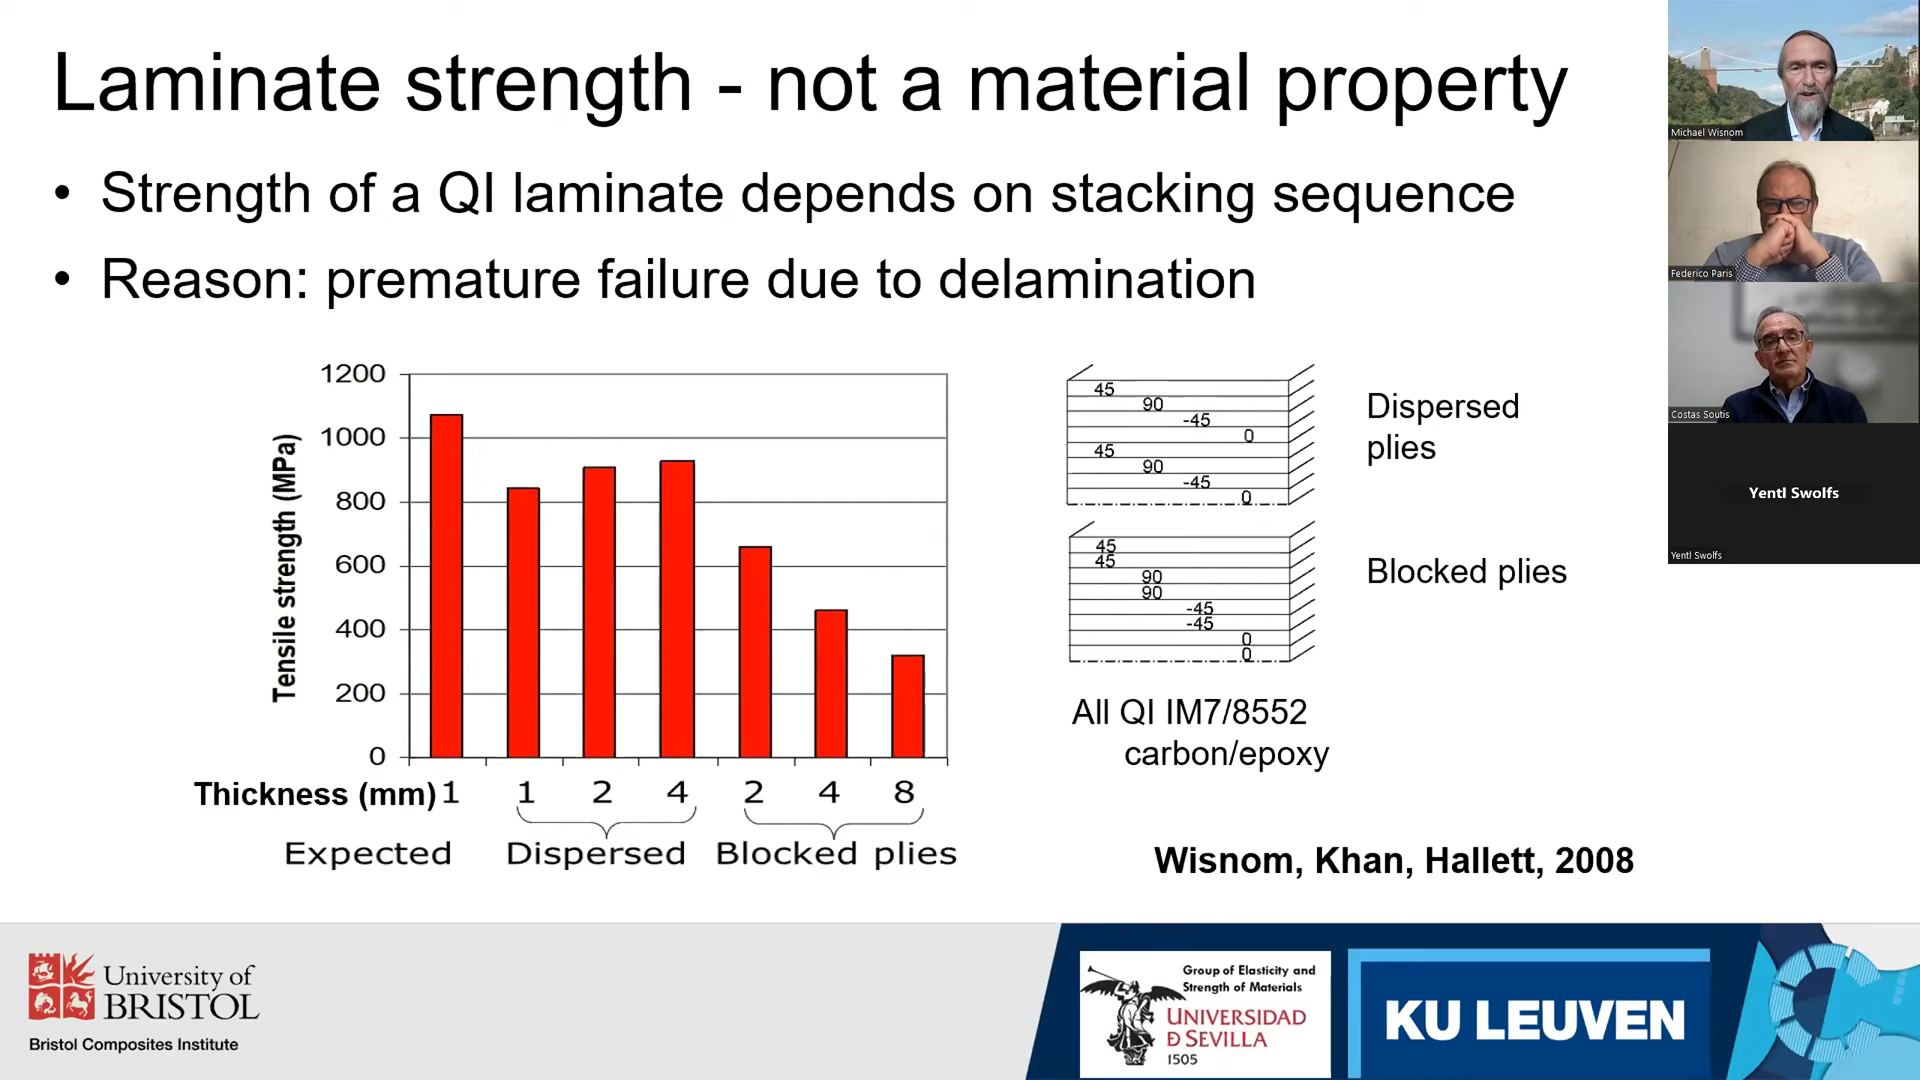 Laminate strength - not a material property
• Strength of a QI laminate depends on stacking sequence
• Reason: premature failure due to delamination
Tensile strength (MPa)
1200
1000
800
600
400
200
0
Thickness (mm) 1 1 2 4 2 4 8
Expected Dispersed Blocked plies
45
90
-45
0
45
90
-45
0
Dispersed
plies
45
45
90
90
-45
-45
0
0
Blocked plies
All QI IM7/8552
carbon/epoxy
Wisnom, Khan, Hallett, 2008
Michael Wisnom
Federico Paris
Costas Soutis
Yentl Swolfs
Yentl Swolfs
University of
BRISTOL
Bristol Composites Institute
Group of Elasticity and
Strength of Materials
UNIVERSIDAD
D SEVILLA
1505
KU LEUVEN